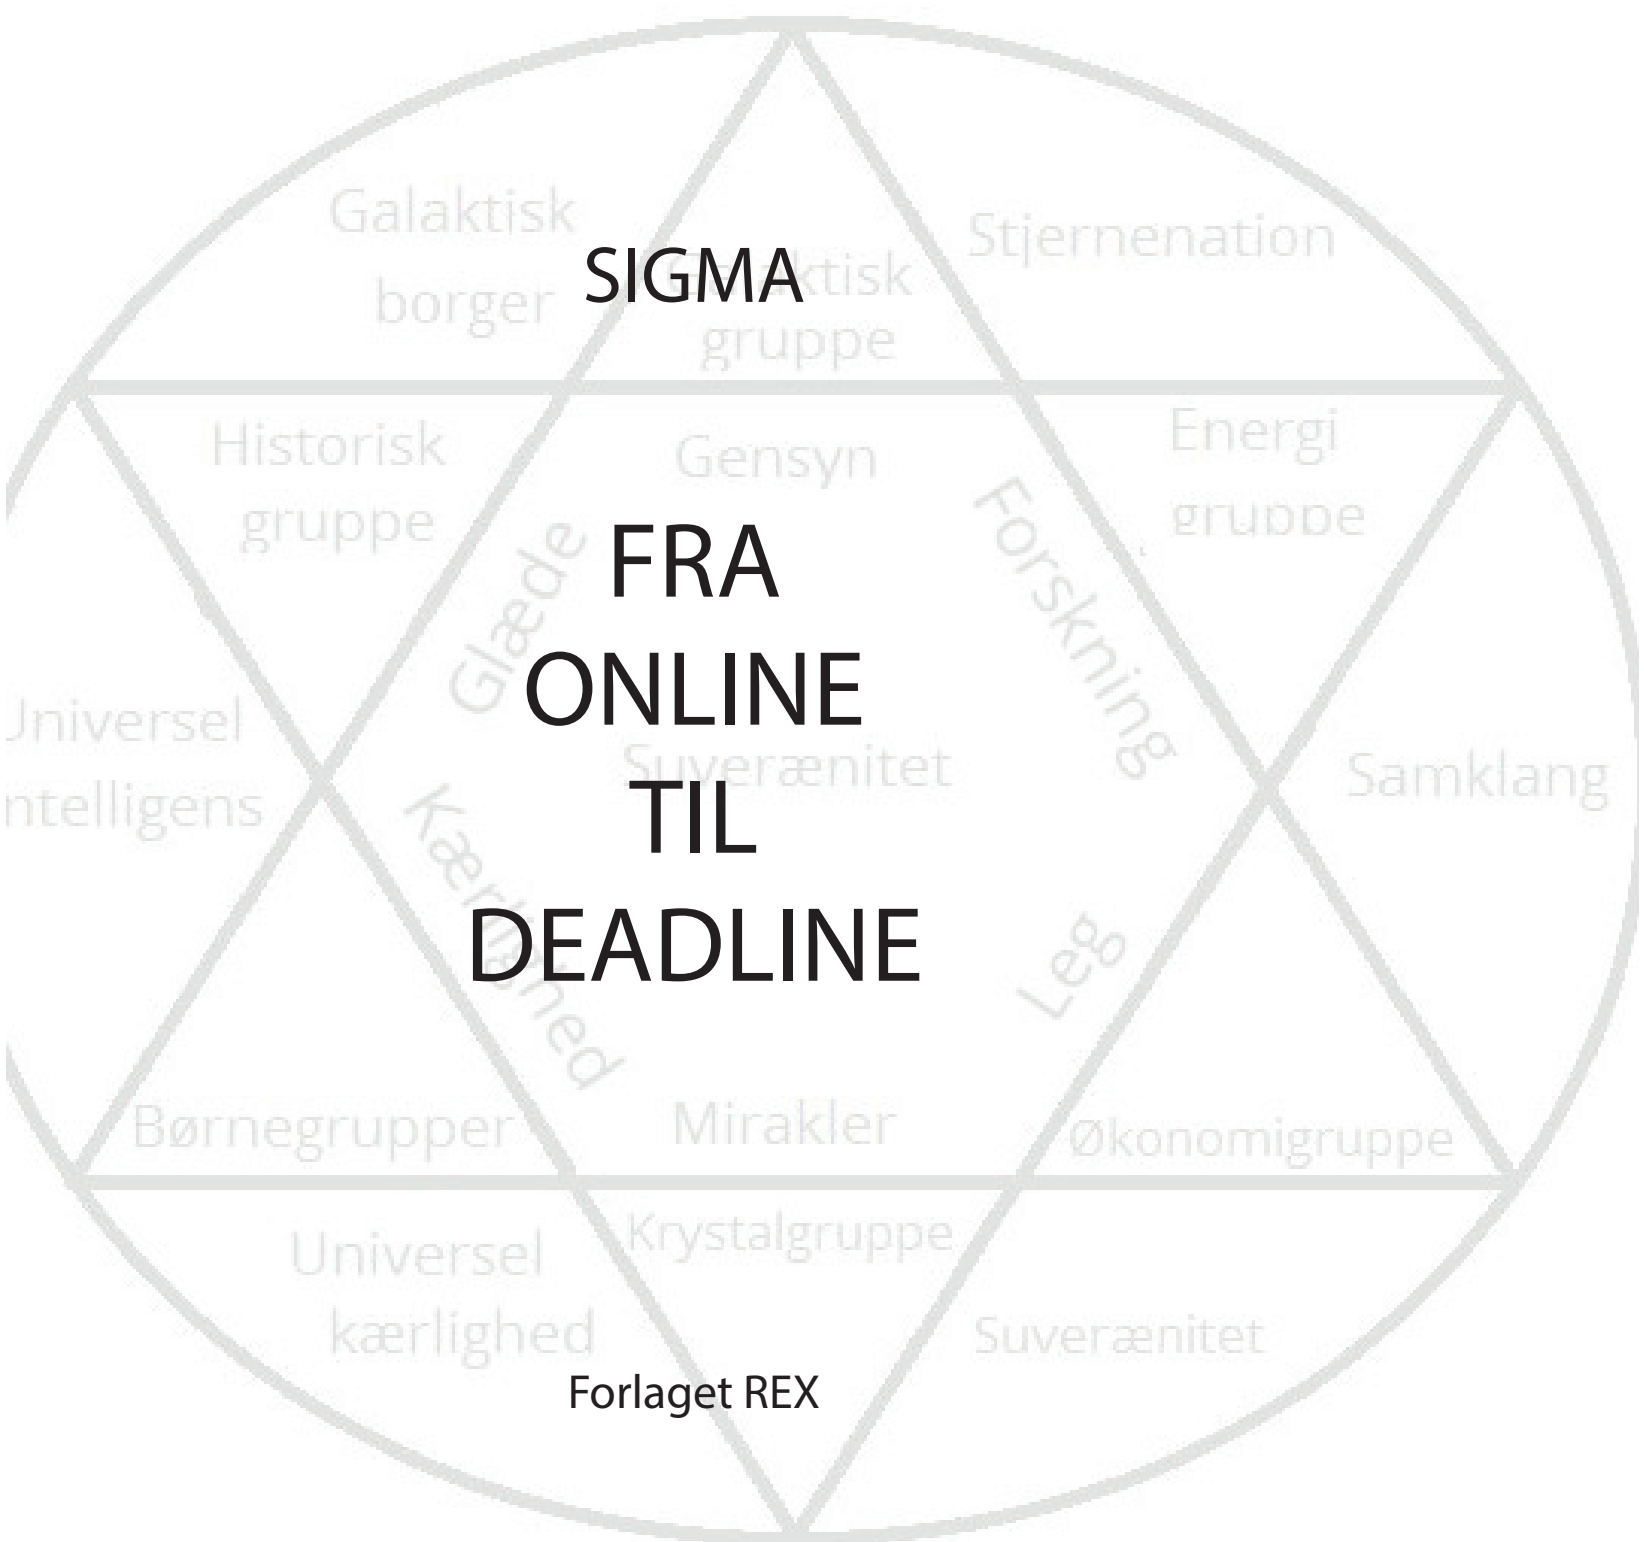 Galaktisk
borger
SIGMA
Galaktisk
gruppe
Stjernenation
Historisk
gruppe
Gensyn
Energi
gruppe
Glæde
Forskning
FRA
ONLINE
Universel
Intelligens
Suverænitet
TIL
Samklang
Kærlighed
DEADLINE
Leg
Børnegrupper
Mirakler
Økonomigruppe
Universel
kærlighed
Krystalgruppe
Suverænitet
Forlaget REX